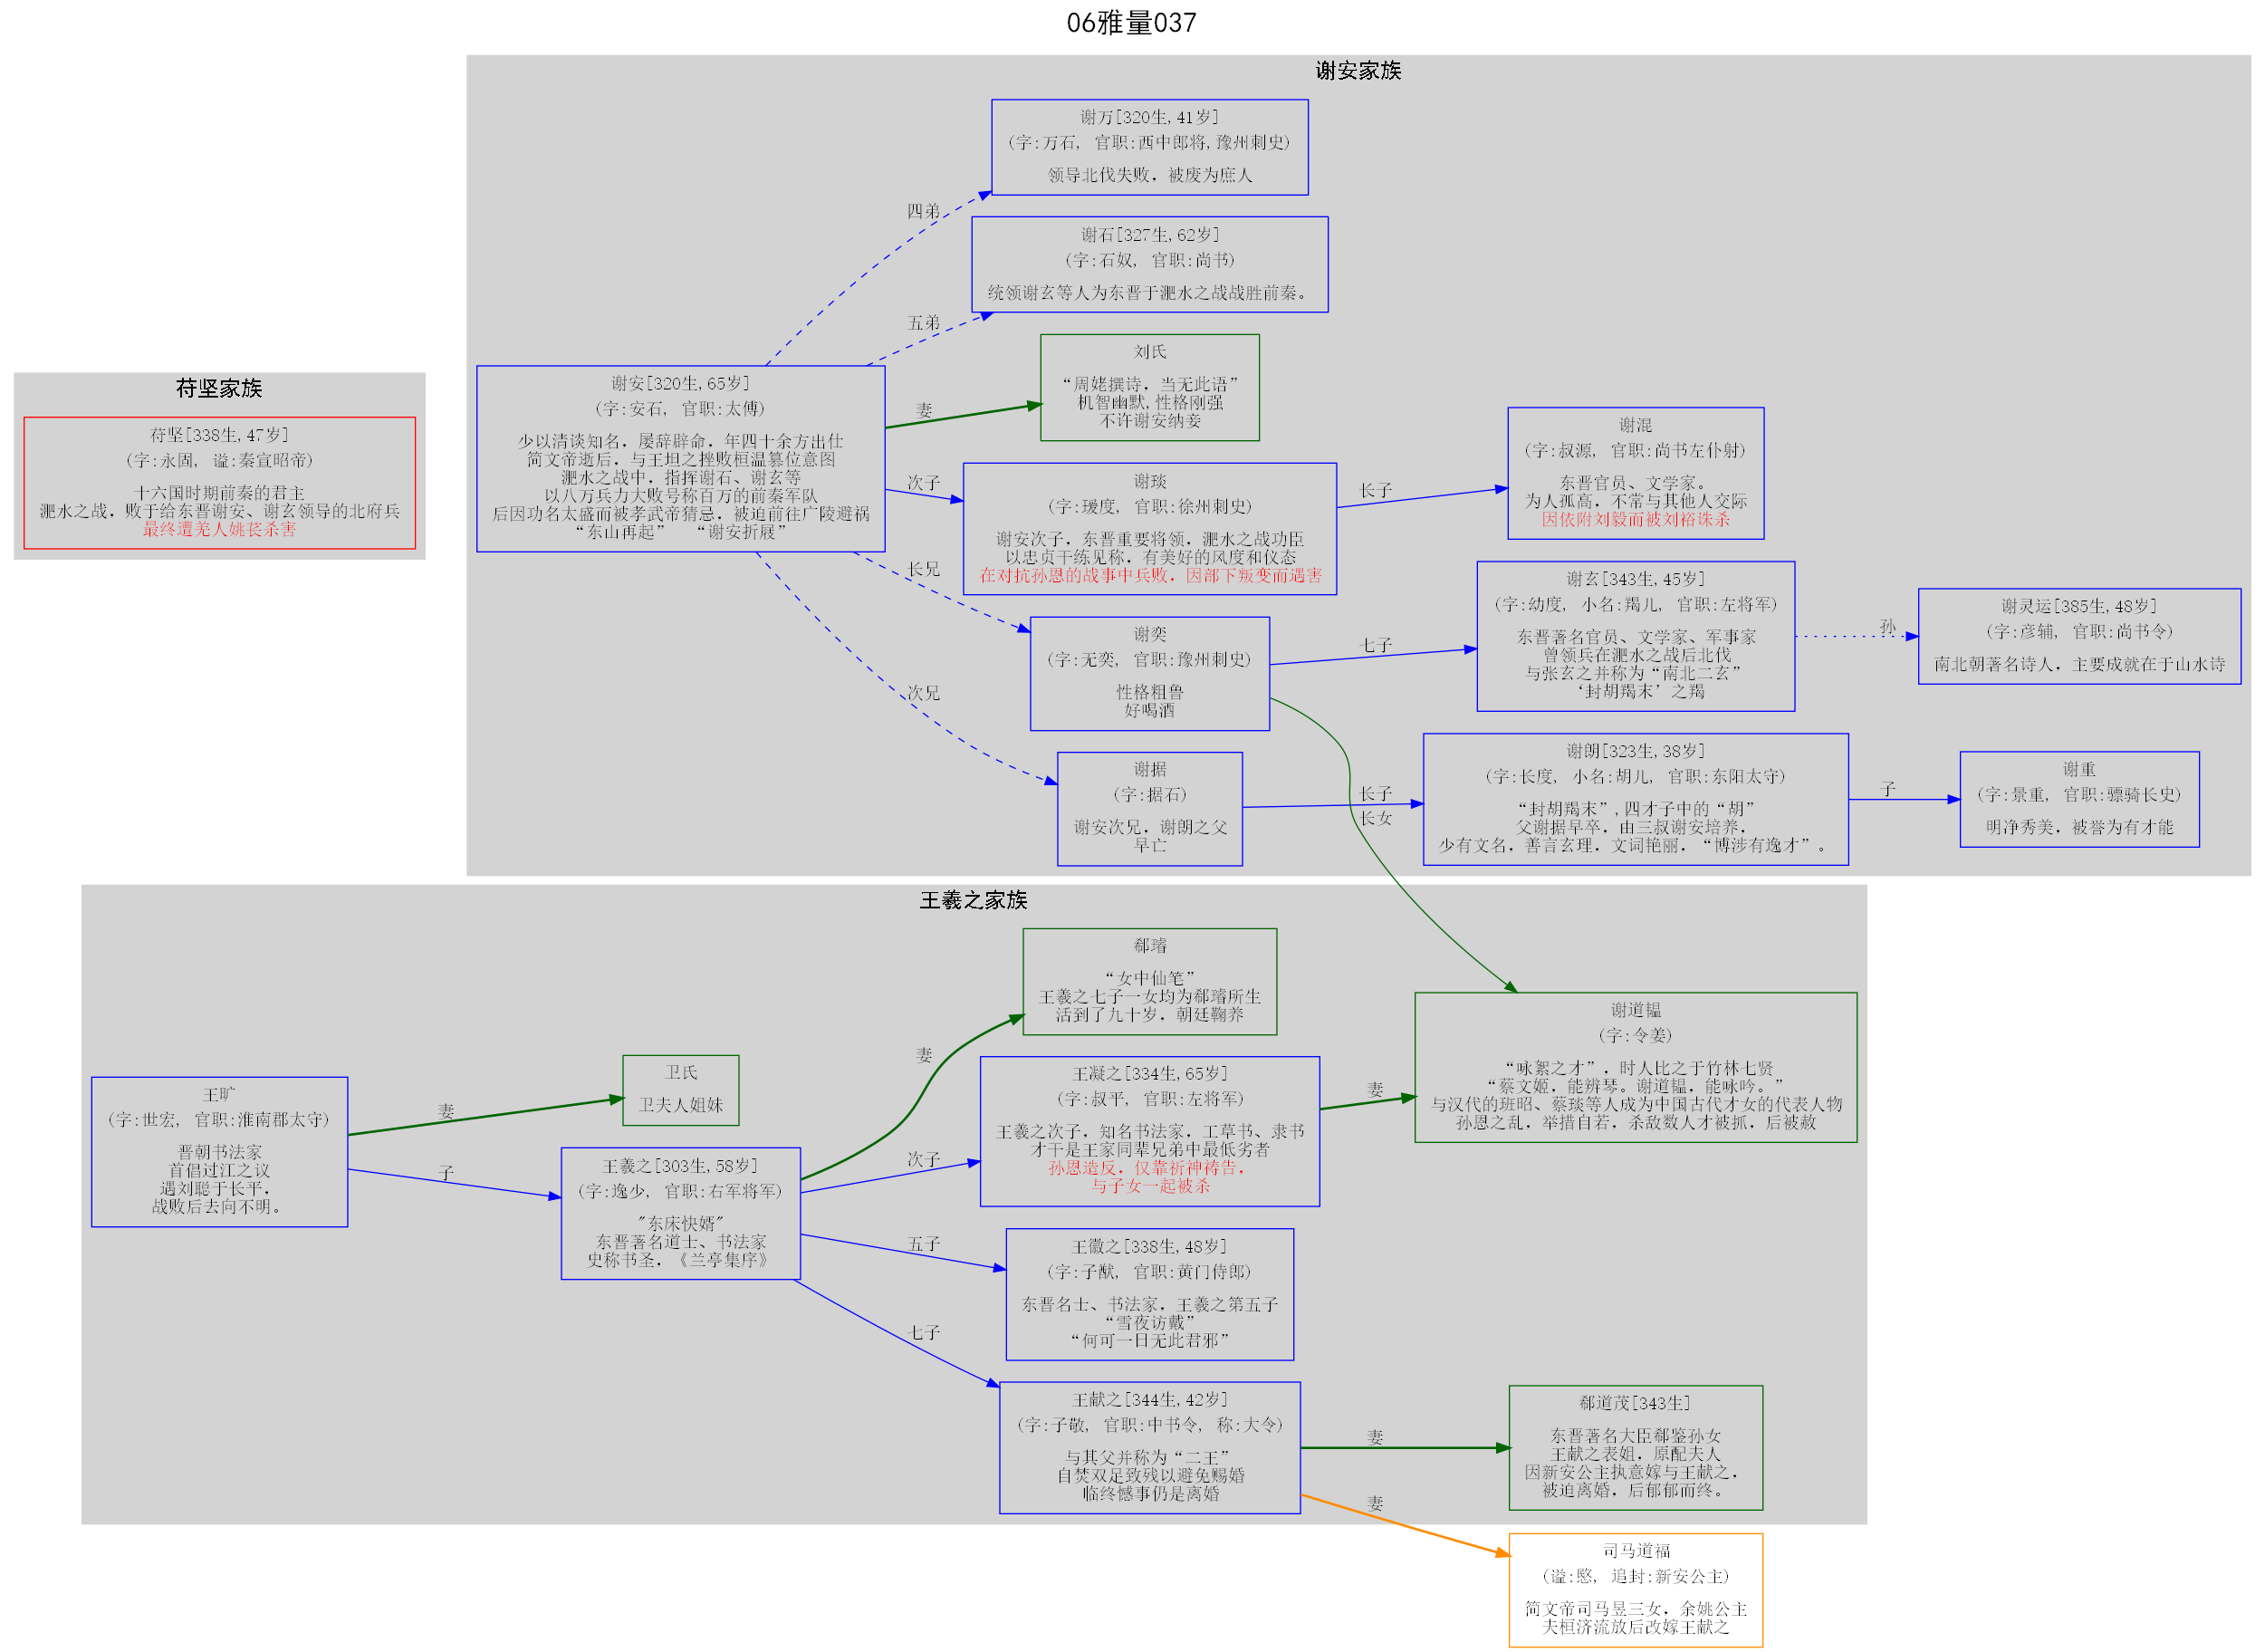 06雅量037
谢安家族
谢万[320生,41岁]
(字:万石, 官职:西中郎将,豫州刺史)
领导北伐失败，被废为庶人
四弟
谢石[327生,62岁]
(字:石奴, 官职:尚书)
统领谢玄等人为东晋于淝水之战战胜前秦。
五弟
刘氏
“周姥撰诗，当无此语”
机智幽默,性格刚强
不许谢安纳妾
妻
苻坚家族
苻坚[338生,47岁]
(字:永固, 谥:秦宣昭帝)
十六国时期前秦的君主
淝水之战，败于给东晋谢安、谢玄领导的北府兵
最终遭羌人姚苌杀害
谢安[320生,65岁]
(字:安石, 官职:太傅)
少以清谈知名，屡辞辟命，年四十余方出仕
简文帝逝后，与王坦之挫败桓温篡位意图
淝水之战中，指挥谢石、谢玄等
以八万兵力大败号称百万的前秦军队
后因功名太盛而被孝武帝猜忌，被迫前往广陵避祸
“东山再起”  “谢安折屐”
次子
谢琰
(字:瑗度, 官职:徐州刺史)
谢安次子，东晋重要将领，淝水之战功臣
以忠贞干练见称，有美好的风度和仪态
在对抗孙恩的战事中兵败，因部下叛变而遇害
长子
谢混
(字:叔源, 官职:尚书左仆射)
东晋官员、文学家。
为人孤高，不常与其他人交际
因依附刘毅而被刘裕诛杀
长兄
谢奕
(字:无奕, 官职:豫州刺史)
性格粗鲁
好喝酒
七子
谢玄[343生,45岁]
(字:幼度, 小名:羯儿, 官职:左将军)
东晋著名官员、文学家、军事家
曾领兵在淝水之战后北伐
与张玄之并称为“南北二玄”
‘封胡羯末’之羯
孙
谢灵运[385生,48岁]
(字:彦辅, 官职:尚书令)
南北朝著名诗人，主要成就在于山水诗
次兄
谢据
(字:据石)
谢安次兄，谢朗之父
早亡
长子
长女
谢朗[323生,38岁]
(字:长度, 小名:胡儿, 官职:东阳太守)
“封胡羯末”,四才子中的“胡”
父谢据早卒，由三叔谢安培养，
少有文名，善言玄理，文词艳丽，“博涉有逸才”。
子
谢重
(字:景重, 官职:骠骑长史)
明净秀美，被誉为有才能
王羲之家族
郗璿
“女中仙笔”
王羲之七子一女均为郗璿所生
活到了九十岁，朝廷鞠养
妻
谢道韫
(字:令姜)
“咏絮之才”，时人比之于竹林七贤
“蔡文姬，能辨琴。谢道韫，能咏吟。”
与汉代的班昭、蔡琰等人成为中国古代才女的代表人物
孙恩之乱，举措自若，杀敌数人才被抓，后被赦
王旷
(字:世宏, 官职:淮南郡太守)
晋朝书法家
首倡过江之议
遇刘聪于长平，
战败后去向不明。
妻
卫氏
卫夫人姐妹
子
王羲之[303生,58岁]
(字:逸少, 官职:右军将军)
"东床快婿"
东晋著名道士、书法家
史称书圣，《兰亭集序》
次子
王凝之[334生,65岁]
(字:叔平, 官职:左将军)
王羲之次子，知名书法家，工草书、隶书
才干是王家同辈兄弟中最低劣者
孙恩造反，仅靠祈神祷告，
与子女一起被杀
妻
五子
王徽之[338生,48岁]
(字:子猷, 官职:黄门侍郎)
东晋名士、书法家，王羲之第五子
“雪夜访戴”
“何可一日无此君邪”
七子
王献之[344生,42岁]
(字:子敬, 官职:中书令, 称:大令)
与其父并称为“二王”
自焚双足致残以避免赐婚
临终憾事仍是离婚
妻
郗道茂[343生]
东晋著名大臣郗鉴孙女
王献之表姐，原配夫人
因新安公主执意嫁与王献之，
被迫离婚，后郁郁而终。
妻
司马道福
(谥:愍, 追封:新安公主)
简文帝司马昱三女，余姚公主
夫桓济流放后改嫁王献之